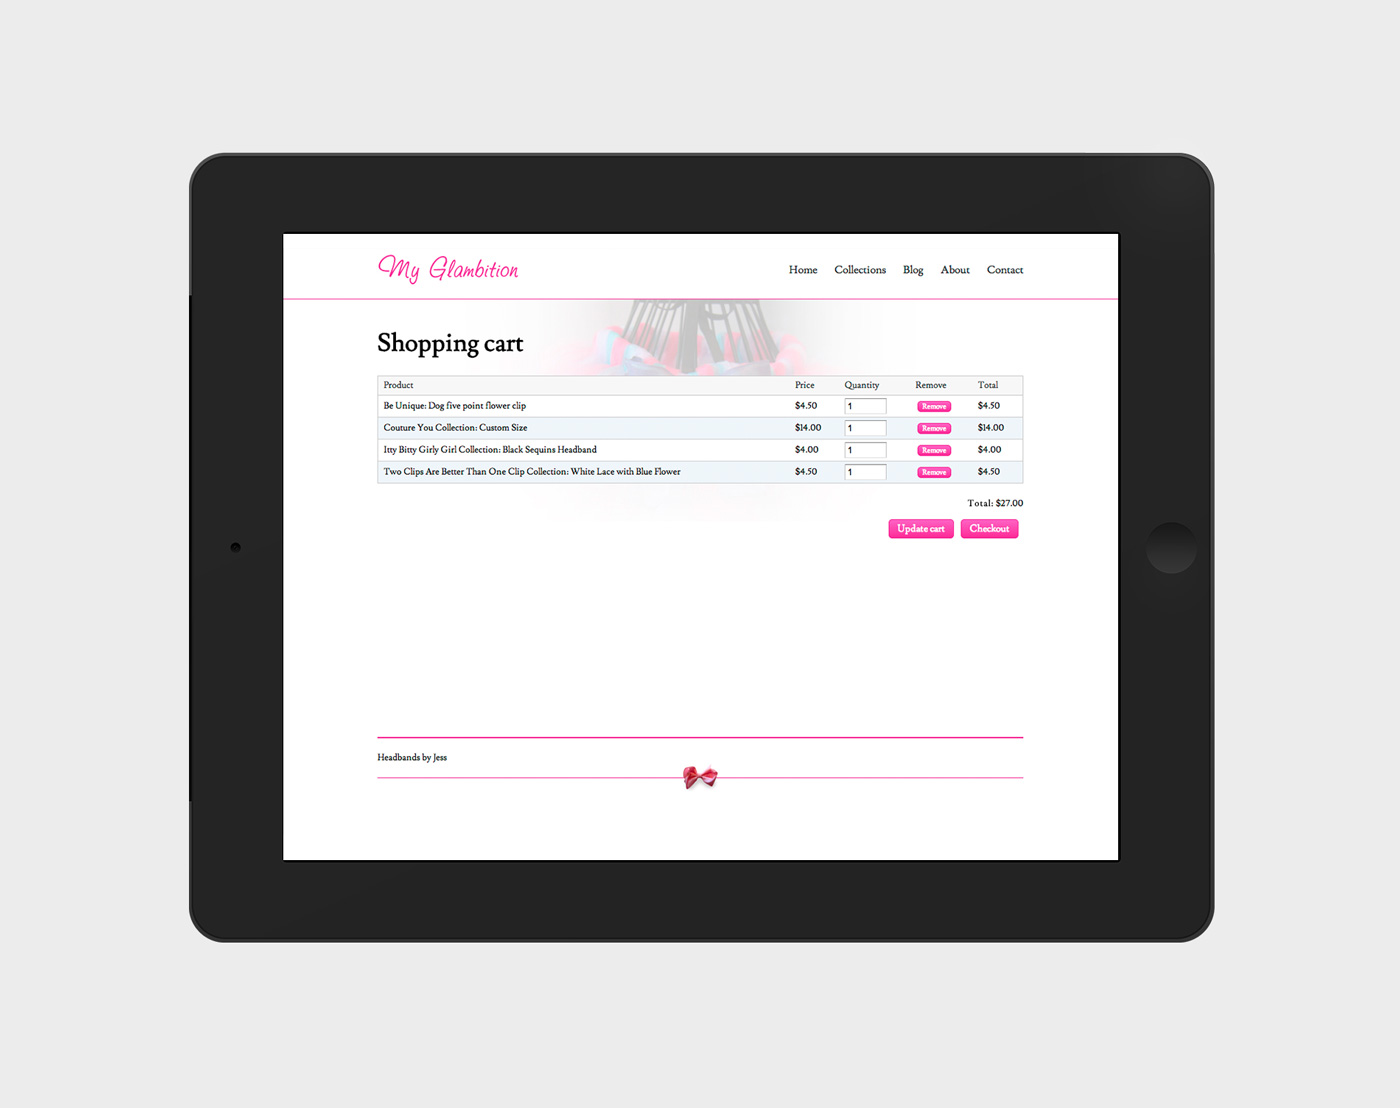 My Glambition
Home Collections Blog About Contact
Shopping cart
Product Price Quantity Remove Total
Be Unique: Dog five point flower clip $4.50 1 Remove $4.50
Couture You Collection: Custom Size $14.00 1 Remove $14.00
Itty Bitty Girly Girl Collection: Black Sequins Headband $4.00 1 Remove $4.00
Two Clips Are Better Than One Clip Collection: White Lace with Blue Flower $4.50 1 Remove $4.50
Total: $27.00
Update cart Checkout
Headbands by Jess